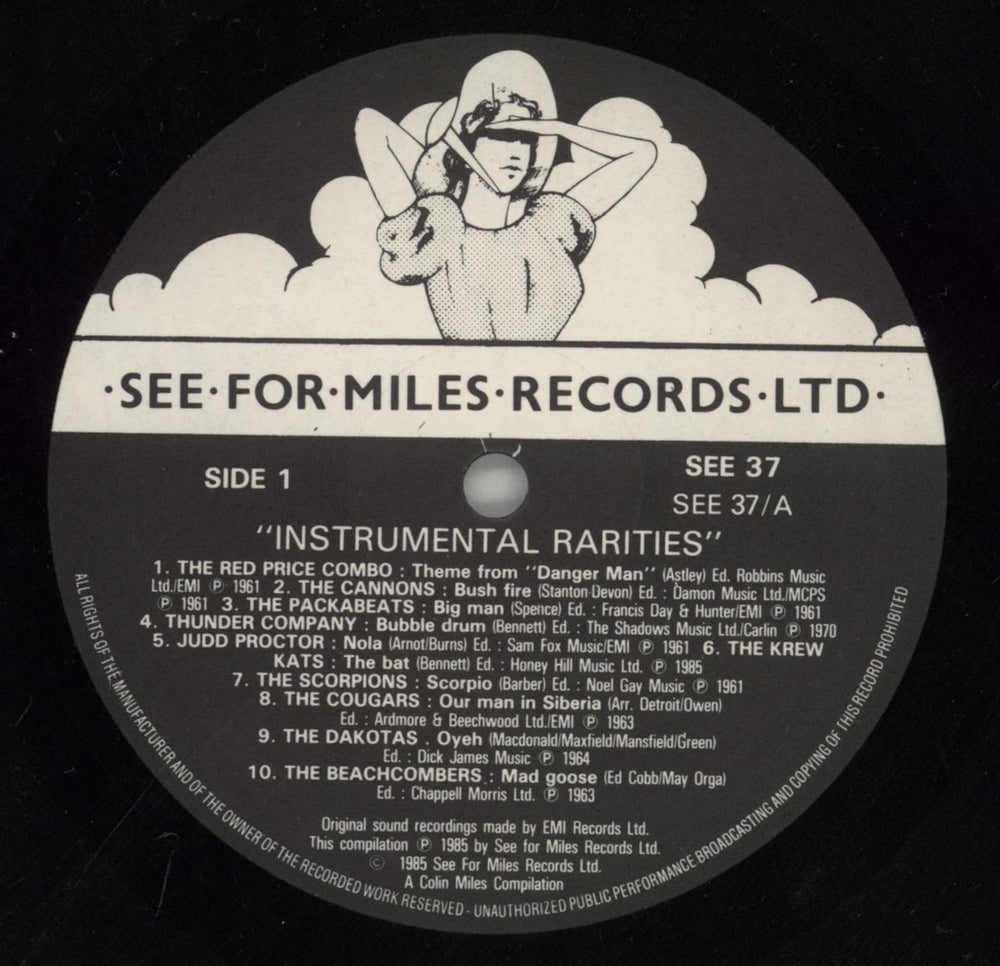 ·SEE·FOR·MILES·RECORDS·LTD·
SIDE 1
SEE 37
SEE 37/A
"INSTRUMENTAL RARITIES"
1. THE RED PRICE COMBO : Theme from "Danger Man" (Astley) Ed. Robbins Music
Ltd./EMI Ⓟ 1961 2. THE CANNONS : Bush fire (Stanton-Devon) Ed. : Damon Music Ltd./MCPS
Ⓟ 1961 3. THE PACKABEATS : Big man (Spence) Ed. : Francis Day & Hunter/EMI Ⓟ 1961
4. THUNDER COMPANY : Bubble drum (Bennett) Ed. : The Shadows Music Ltd./Carlin Ⓟ 1970
5. JUDD PROCTOR : Nola (Arnot/Burns) Ed. : Sam Fox Music/EMI Ⓟ 1961 6. THE KREW
KATS : The bat (Bennett) Ed. : Honey Hill Music Ltd. Ⓟ 1985
7. THE SCORPIONS : Scorpio (Barber) Ed. : Noel Gay Music Ⓟ 1961
8. THE COUGARS : Our man in Siberia (Arr. Detroit/Owen)
Ed. : Ardmore & Beechwood Ltd./EMI Ⓟ 1963
9. THE DAKOTAS . Oyeh (Macdonald/Maxfield/Mansfield/Green)
Ed. : Dick James Music Ⓟ 1964
10. THE BEACHCOMBERS : Mad goose (Ed Cobb/May Orga)
Ed. : Chappell Morris Ltd. Ⓟ 1963
Original sound recordings made by EMI Records Ltd.
This compilation Ⓟ 1985 by See for Miles Records Ltd.
© 1985 See For Miles Records Ltd.
A Colin Miles Compilation
ALL RIGHTS OF THE MANUFACTURER AND OF THE OWNER OF THE RECORDED WORK RESERVED - UNAUTHORIZED PUBLIC PERFORMANCE BROADCASTING AND COPYING OF THIS RECORD PROHIBITED